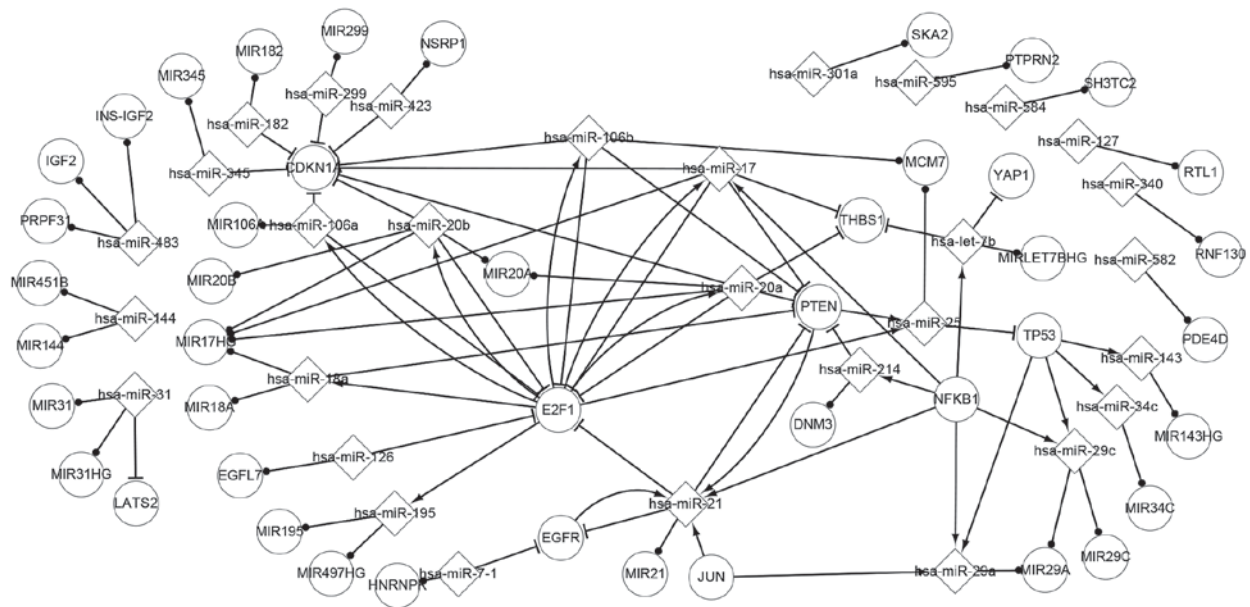 SKA2
MIR299
NSRP1
MIR182
PTPRN2
hsa-miR-301a
MIR345
hsa-miR-595
SH3TC2
hsa-miR-299
hsa-miR-423
hsa-miR-584
INS-IGF2
hsa-miR-182
hsa-miR-106b
hsa-miR-127
IGF2
CDKN1A
hsa-miR-17
MCM7
YAP1
RTL1
hsa-miR-345
hsa-miR-340
PRPF31
MIR106A
hsa-miR-106a
hsa-miR-20b
THBS1
hsa-miR-483
hsa-let-7b
MIRLET7BHG
RNF130
MIR451B
MIR20B
MIR20A
hsa-miR-20a
hsa-miR-582
hsa-miR-144
PTEN
hsa-miR-25
PDE4D
MIR144
MIR17HG
TP53
hsa-miR-143
hsa-miR-18a
hsa-miR-214
hsa-miR-31
MIR31
MIR18A
E2F1
NFKB1
hsa-miR-34c
DNM3
MIR143HG
hsa-miR-126
hsa-miR-29c
MIR31HG
EGFL7
LATS2
hsa-miR-195
hsa-miR-21
MIR34C
MIR195
EGFR
MIR29C
MIR497HG
hsa-miR-7-1
MIR21
JUN
hsa-miR-29a
MIR29A